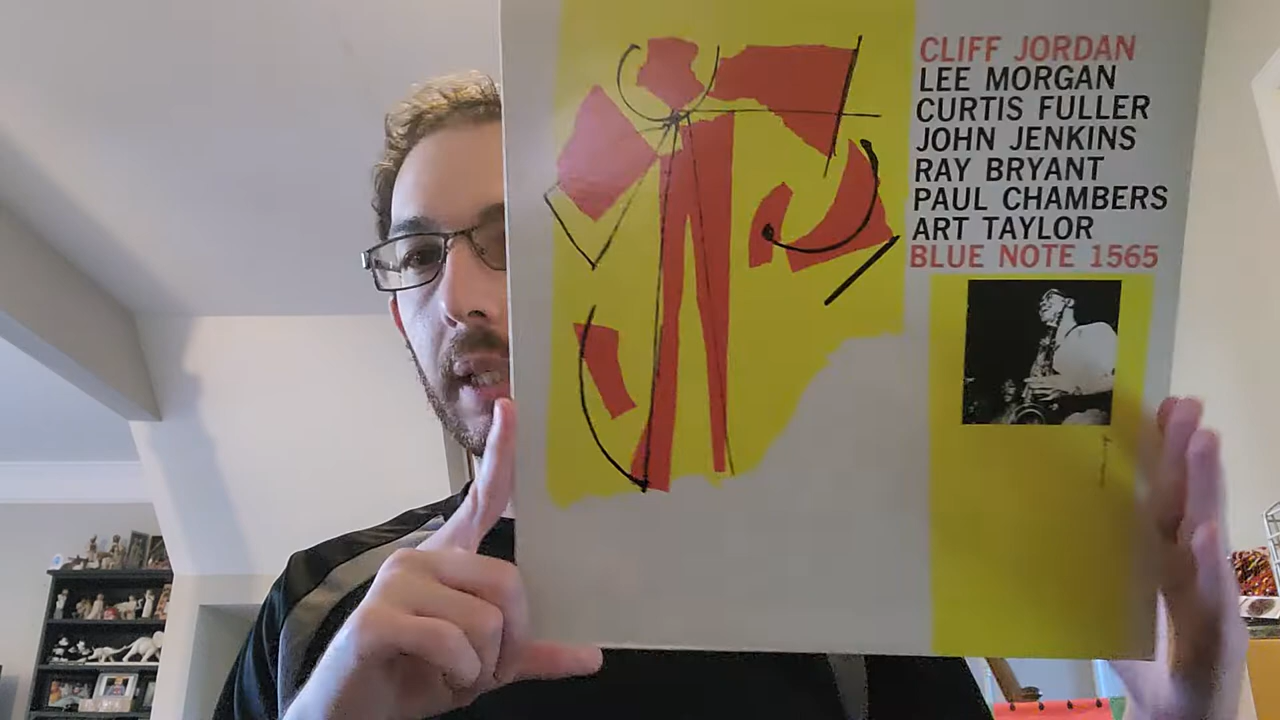 CLIFF JORDAN
LEE MORGAN
CURTIS FULLER
JOHN JENKINS
RAY BRYANT
PAUL CHAMBERS
ART TAYLOR
BLUE NOTE 1565